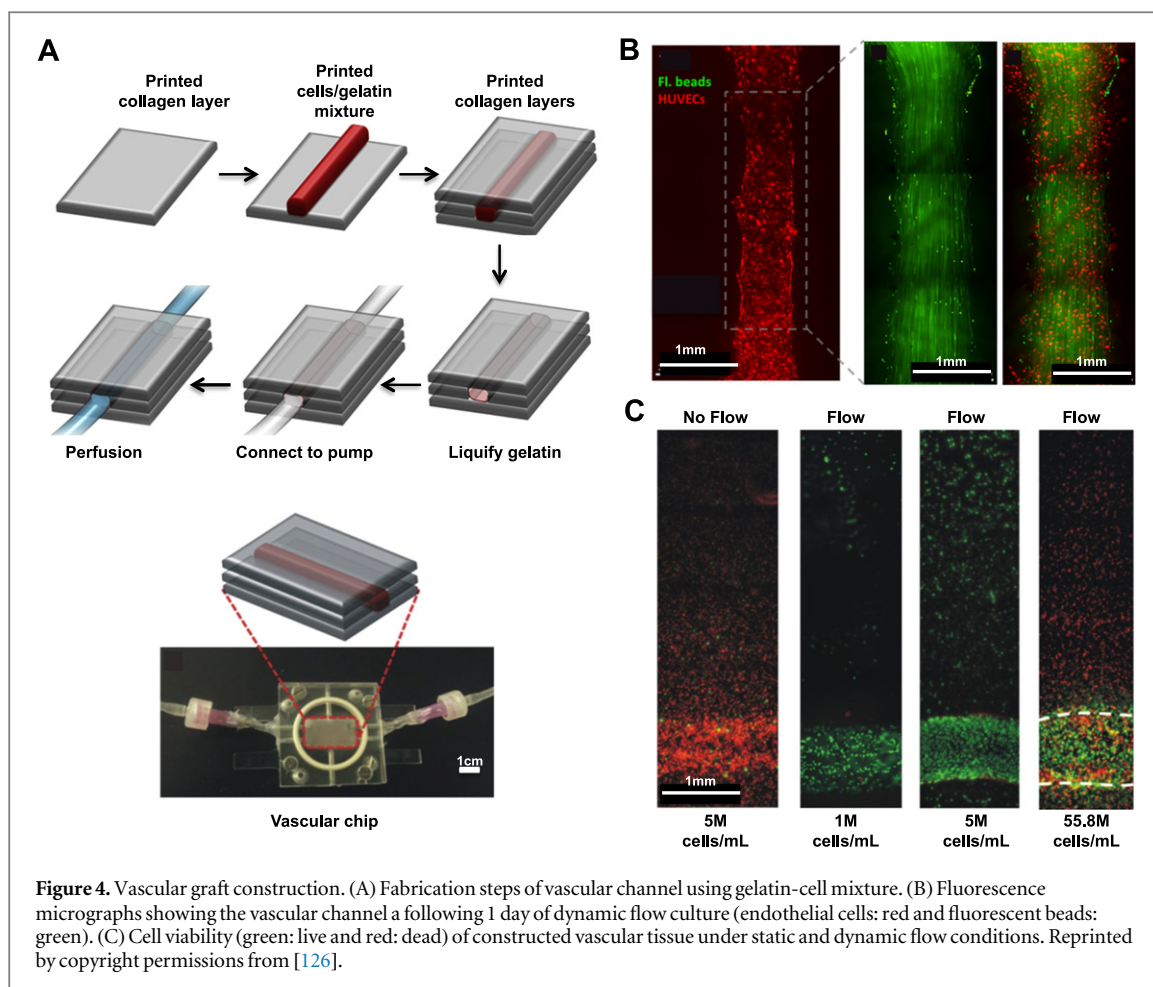 A
Printed
collagen layer
Printed
cells/gelatin
mixture
Printed
collagen layers
Perfusion
Connect to pump
Liquify gelatin
1cm
Vascular chip
B
Fl. beads
HUVECs
1mm
1mm
1mm
C
No Flow
Flow
Flow
Flow
1mm
5M
cells/mL
1M
cells/mL
5M
cells/mL
55.8M
cells/mL
Figure 4. Vascular graft construction. (A) Fabrication steps of vascular channel using gelatin-cell mixture. (B) Fluorescence
micrographs showing the vascular channel a following 1 day of dynamic flow culture (endothelial cells: red and fluorescent beads:
green). (C) Cell viability (green: live and red: dead) of constructed vascular tissue under static and dynamic flow conditions. Reprinted
by copyright permissions from [126].